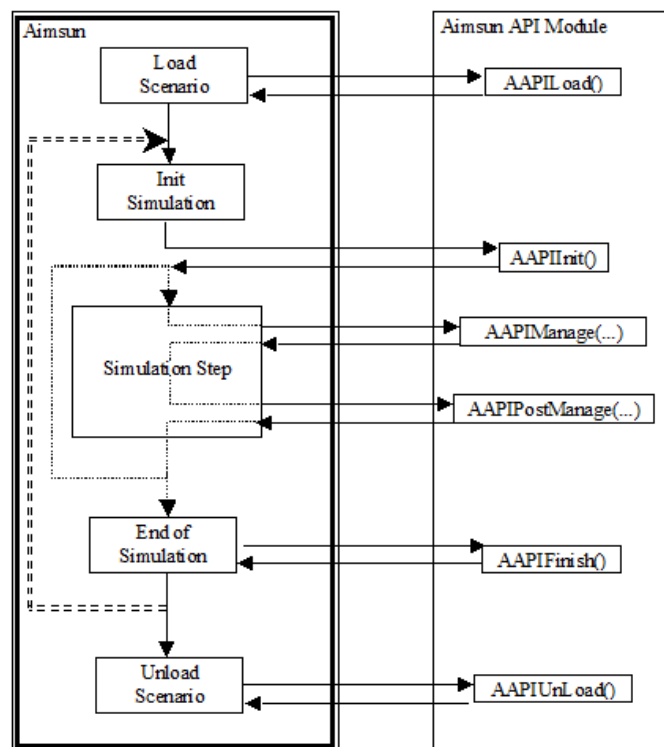 Aimsun
Aimsun API Module
Load
Scenario
AAPILoad()
Init
Simulation
AAPIInit()
Simulation Step
AAPIManage(...)
AAPIPostManage(...)
End of
Simulation
AAPIFinish()
Unload
Scenario
AAPIUnLoad()